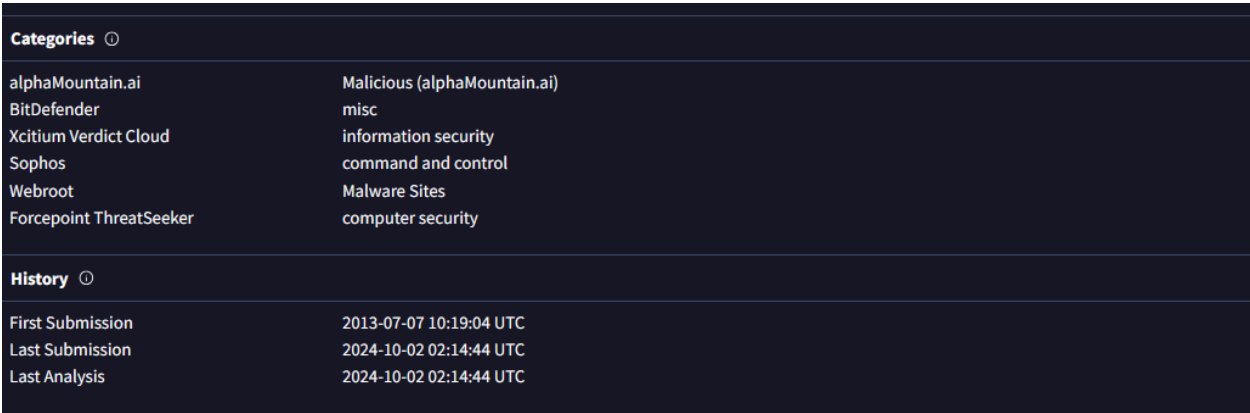 Categories
alphaMountain.ai Malicious (alphaMountain.ai)
BitDefender misc
Xcitium Verdict Cloud information security
Sophos command and control
Webroot Malware Sites
Forcepoint ThreatSeeker computer security
History
First Submission 2013-07-07 10:19:04 UTC
Last Submission 2024-10-02 02:14:44 UTC
Last Analysis 2024-10-02 02:14:44 UTC